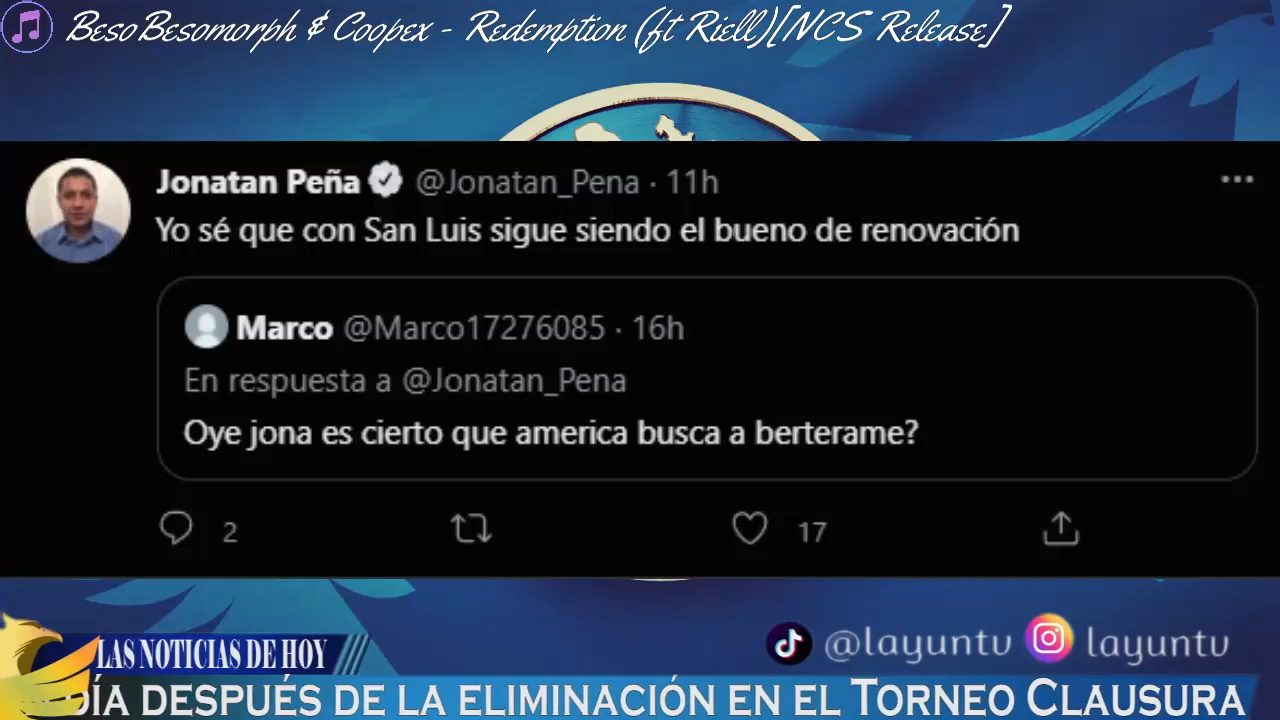 BesoBesomorph & Coopex - Redemption (ft Riell)[NCS Release]
Jonatan Peña @Jonatan_Pena · 11h
Yo sé que con San Luis sigue siendo el bueno de renovación
Marco @Marco17276085 · 16h
En respuesta a @Jonatan_Pena
Oye jona es cierto que america busca a berterame?
2 17
@layuntv layuntv
LAS NOTICIAS DE HOY
DÍA DESPUÉS DE LA ELIMINACIÓN EN EL TORNEO CLAUSURA